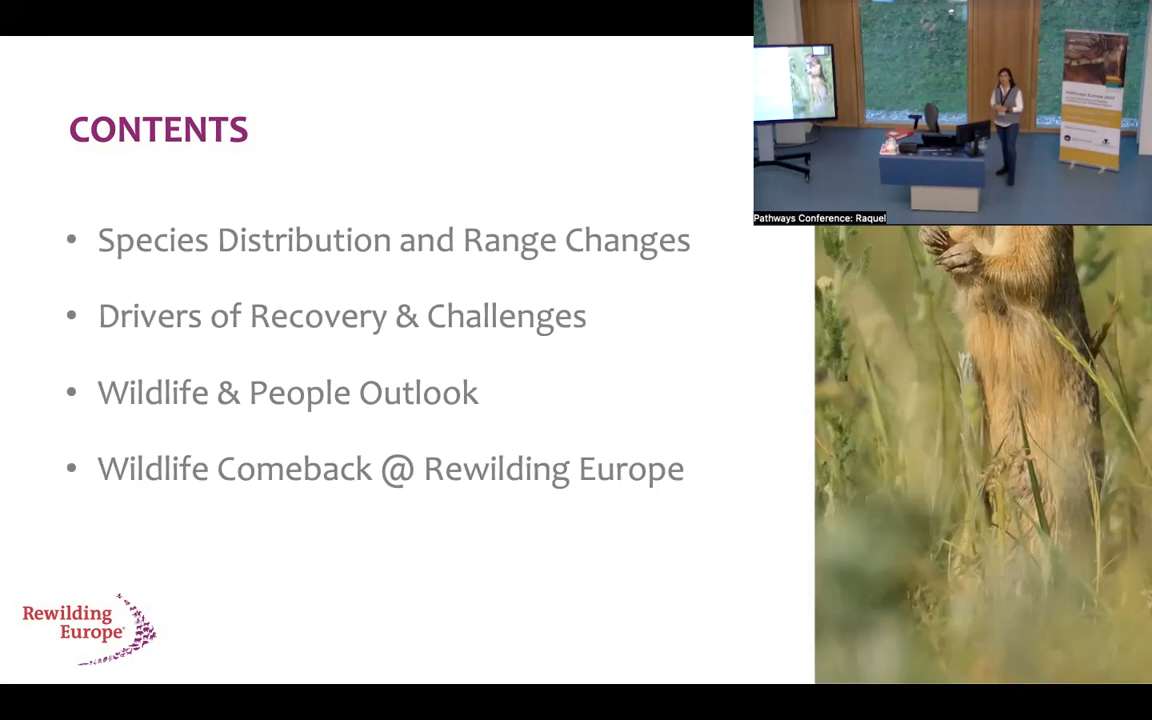 CONTENTS
• Species Distribution and Range Changes
• Drivers of Recovery & Challenges
• Wildlife & People Outlook
• Wildlife Comeback @ Rewilding Europe
Rewilding
Europe
Pathways Conference: Raquel